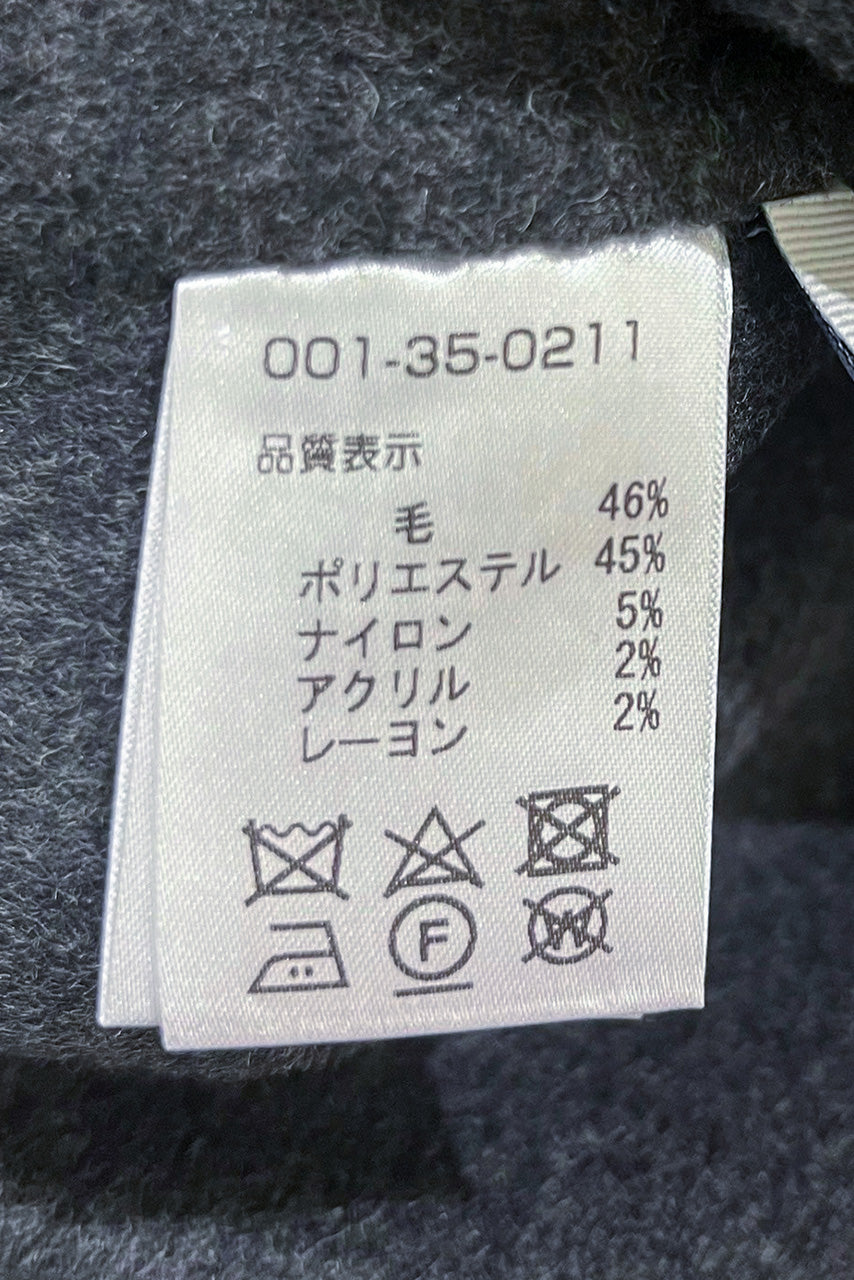 001-35-0211
品質表示
毛 46%
ポリエステル 45%
ナイロン 5%
アクリル 2%
レーヨン 2%
F W